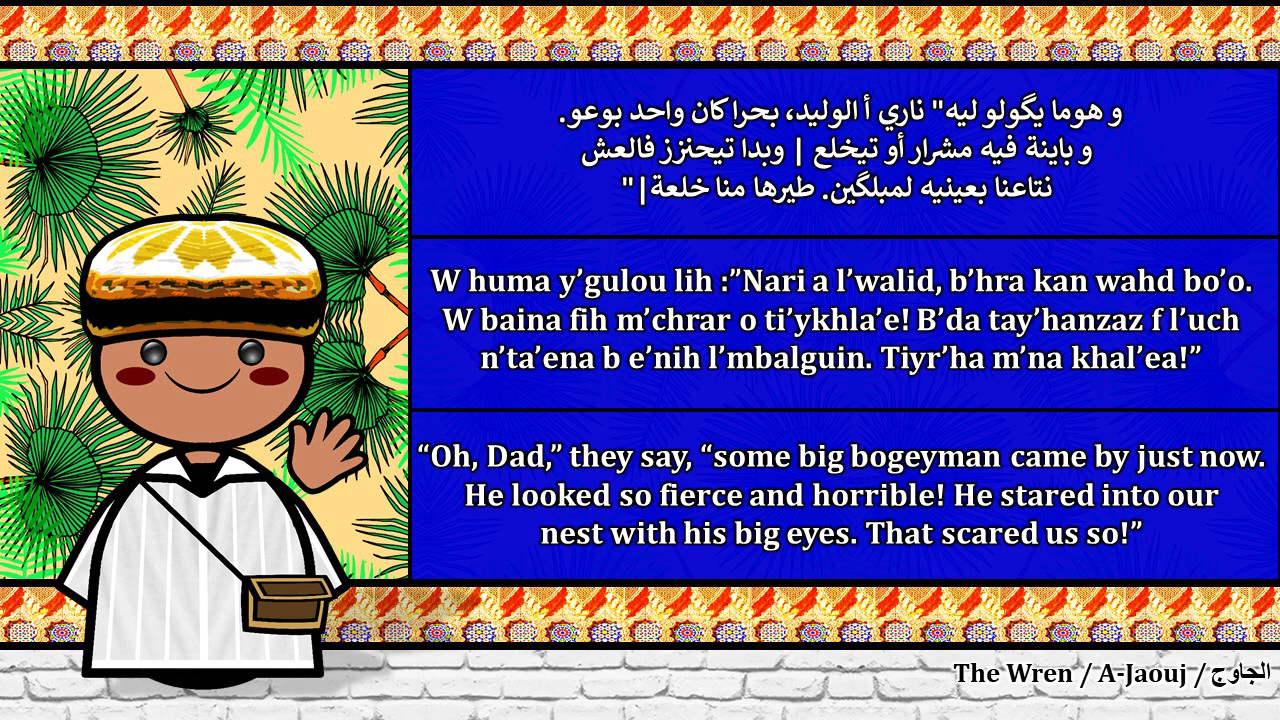 و هوما يگولو ليه" ناري أ الوليد، بحرا كان واحد بوعو.
و باينة فيه مشرار أو تيخلع | وبدا تيحنزز فالعش
نتاعنا بعينيه لمبلگين. طيرها منا خلعة|"
W huma y’gulou lih :”Nari a l’walid, b’hra kan wahd bo’o.
W baina fih m’chrar o ti’ykhla’e! B’da tay’hanzaz f l’uch
n’ta’ena b e’nih l’mbalguin. Tiyr’ha m’na khal’ea!”
“Oh, Dad,” they say, “some big bogeyman came by just now.
He looked so fierce and horrible! He stared into our
nest with his big eyes. That scared us so!”
The Wren / A-Jaouj / الجاوج